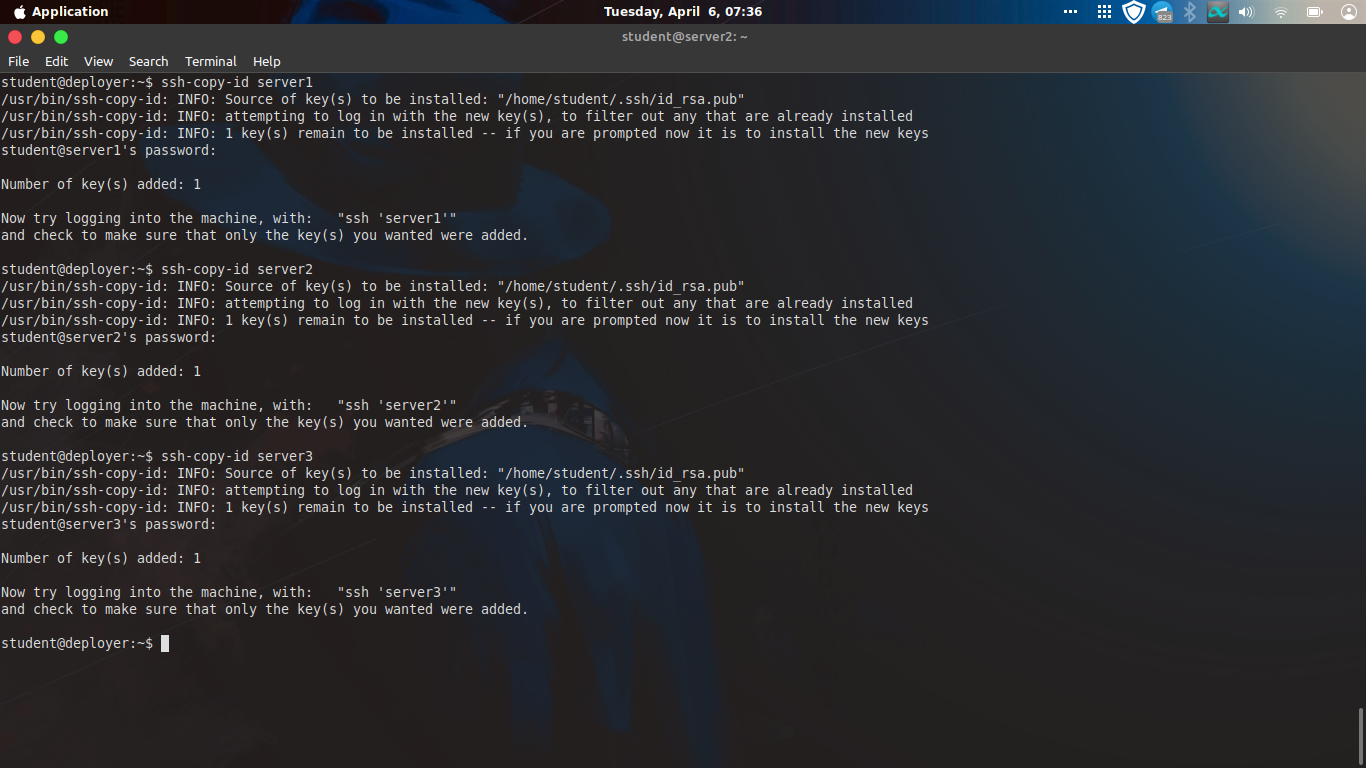 Application
Tuesday, April 6, 07:36
823
student@server2: ~
File Edit View Search Terminal Help
student@deployer:~$ ssh-copy-id server1
/usr/bin/ssh-copy-id: INFO: Source of key(s) to be installed: "/home/student/.ssh/id_rsa.pub"
/usr/bin/ssh-copy-id: INFO: attempting to log in with the new key(s), to filter out any that are already installed
/usr/bin/ssh-copy-id: INFO: 1 key(s) remain to be installed -- if you are prompted now it is to install the new keys
student@server1's password:
Number of key(s) added: 1
Now try logging into the machine, with:   "ssh 'server1'"
and check to make sure that only the key(s) you wanted were added.
student@deployer:~$ ssh-copy-id server2
/usr/bin/ssh-copy-id: INFO: Source of key(s) to be installed: "/home/student/.ssh/id_rsa.pub"
/usr/bin/ssh-copy-id: INFO: attempting to log in with the new key(s), to filter out any that are already installed
/usr/bin/ssh-copy-id: INFO: 1 key(s) remain to be installed -- if you are prompted now it is to install the new keys
student@server2's password:
Number of key(s) added: 1
Now try logging into the machine, with:   "ssh 'server2'"
and check to make sure that only the key(s) you wanted were added.
student@deployer:~$ ssh-copy-id server3
/usr/bin/ssh-copy-id: INFO: Source of key(s) to be installed: "/home/student/.ssh/id_rsa.pub"
/usr/bin/ssh-copy-id: INFO: attempting to log in with the new key(s), to filter out any that are already installed
/usr/bin/ssh-copy-id: INFO: 1 key(s) remain to be installed -- if you are prompted now it is to install the new keys
student@server3's password:
Number of key(s) added: 1
Now try logging into the machine, with:   "ssh 'server3'"
and check to make sure that only the key(s) you wanted were added.
student@deployer:~$